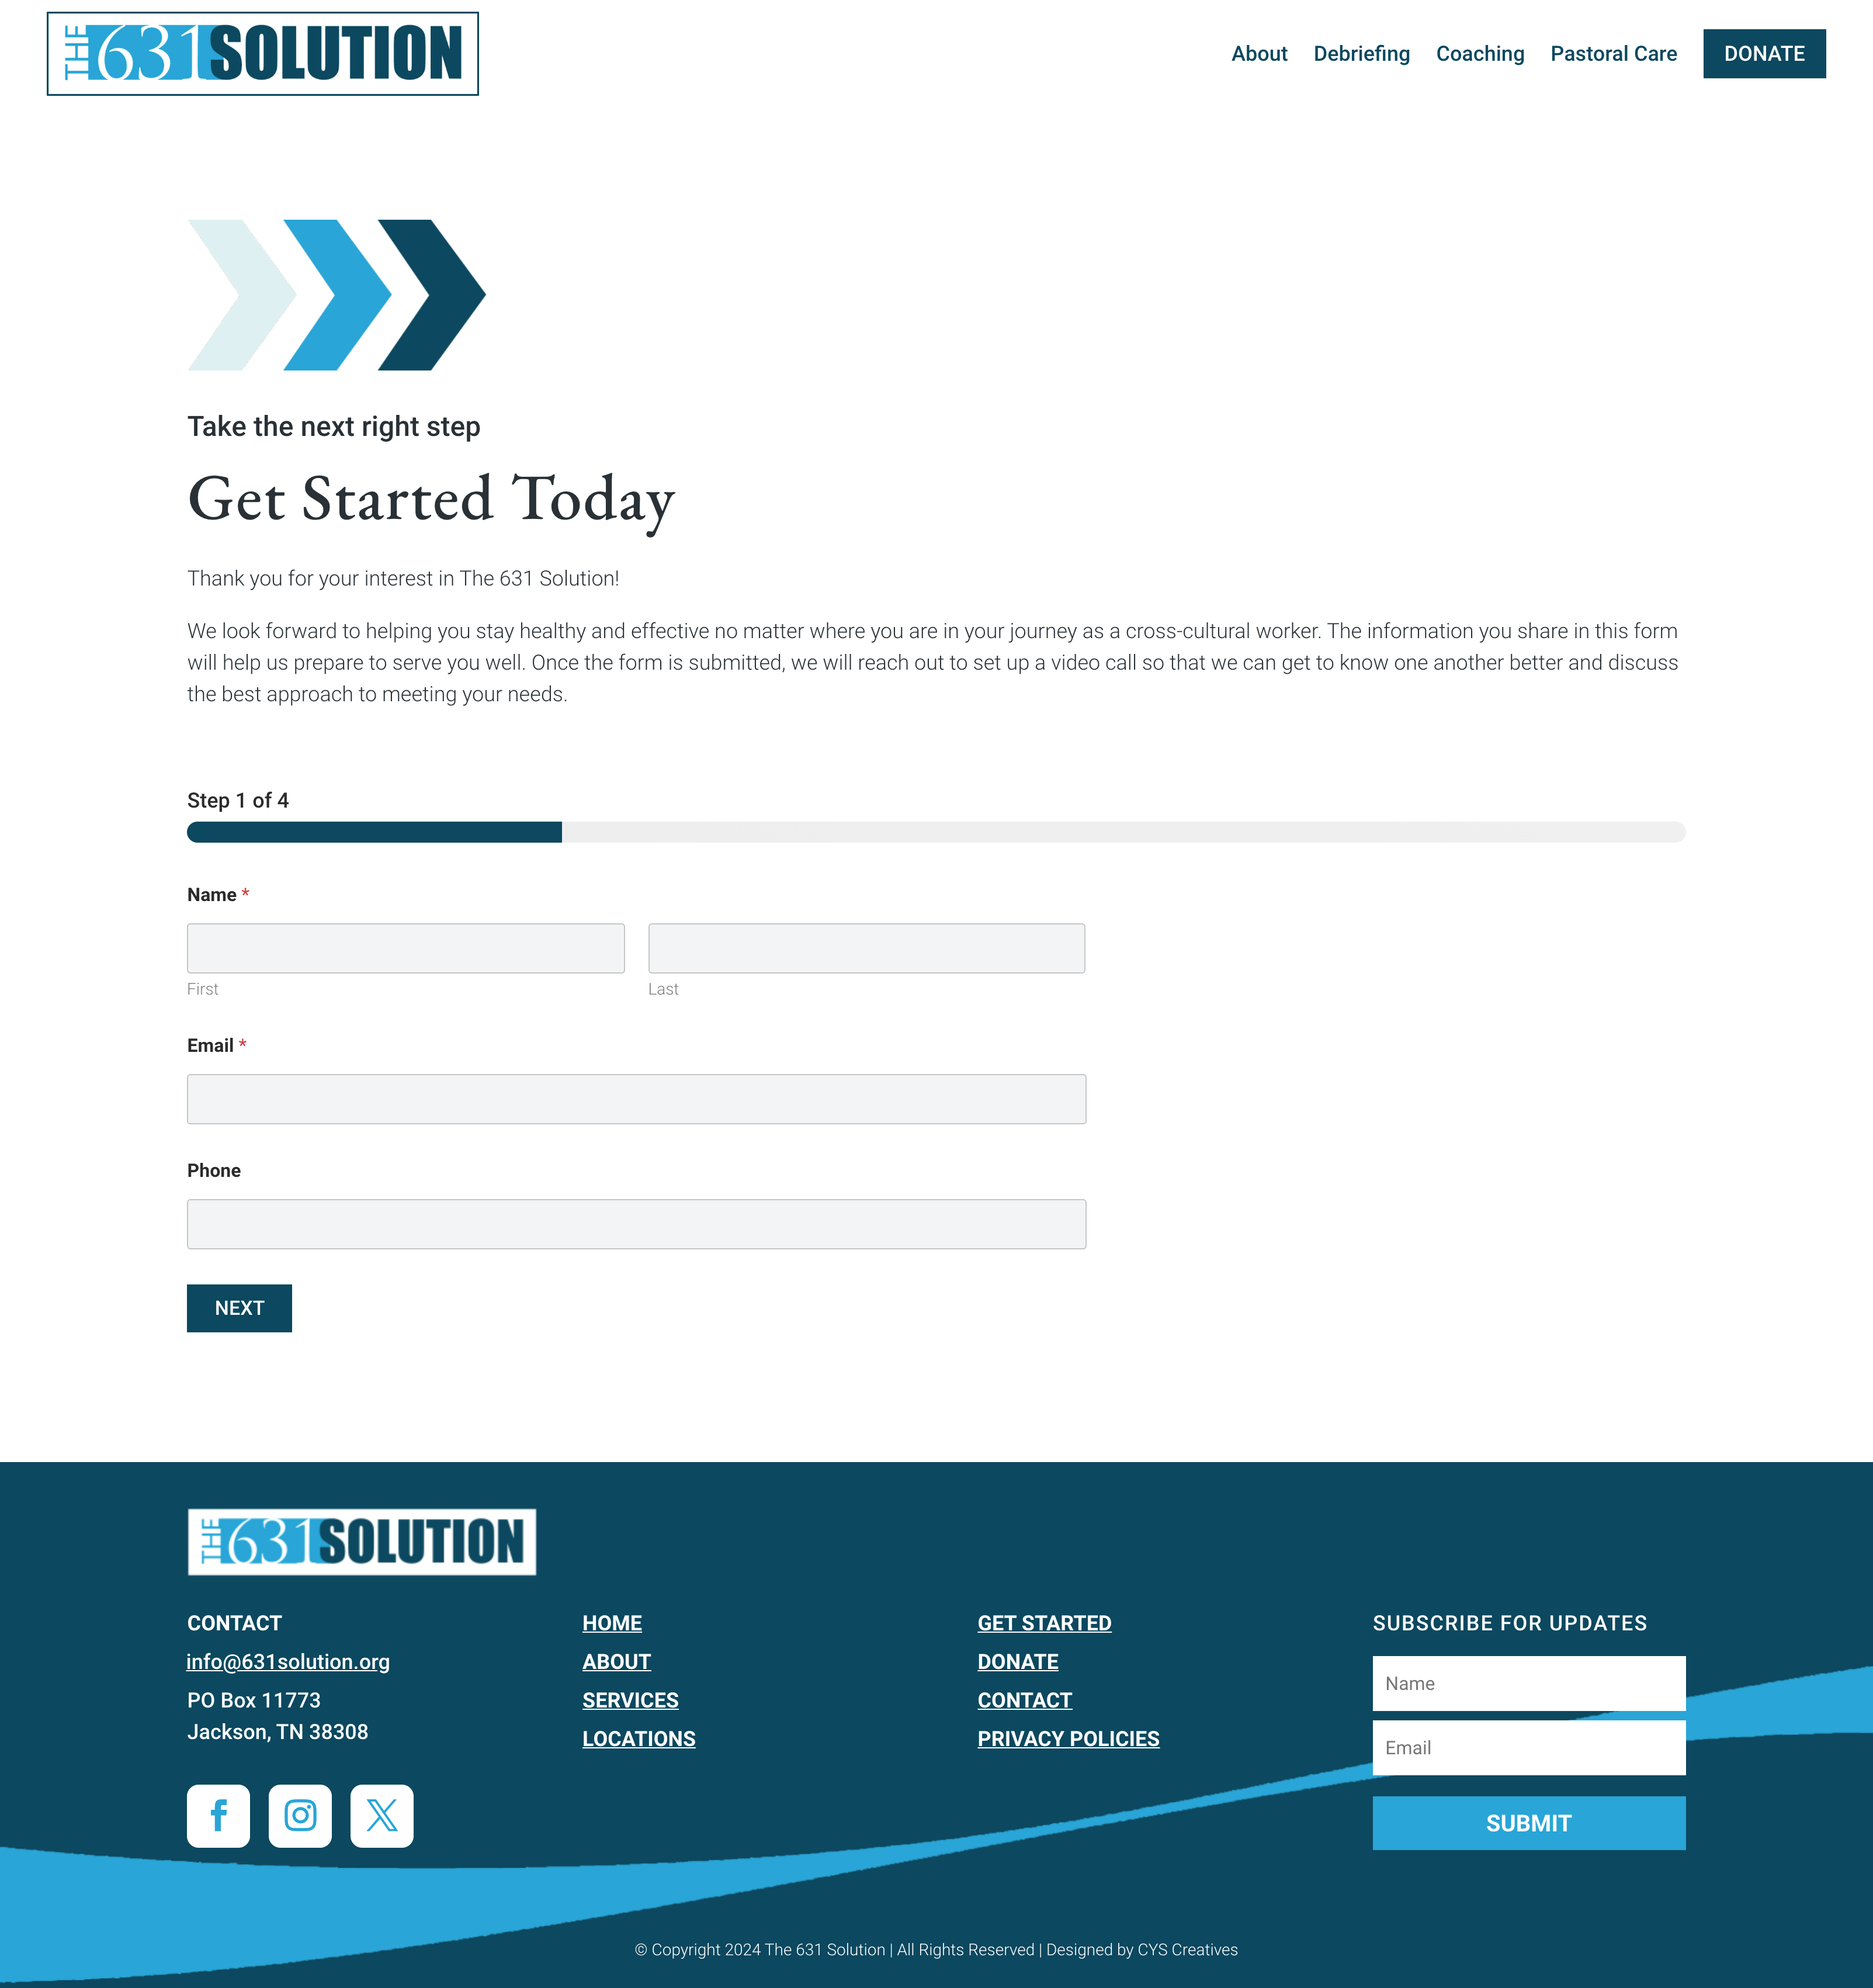 THE 631 SOLUTION
About Debriefing Coaching Pastoral Care DONATE
Take the next right step
Get Started Today
Thank you for your interest in The 631 Solution!
We look forward to helping you stay healthy and effective no matter where you are in your journey as a cross-cultural worker. The information you share in this form
will help us prepare to serve you well. Once the form is submitted, we will reach out to set up a video call so that we can get to know one another better and discuss
the best approach to meeting your needs.
Step 1 of 4
Name *
First Last
Email *
Phone
NEXT
THE 631 SOLUTION
CONTACT
info@631solution.org
PO Box 11773
Jackson, TN 38308
HOME
ABOUT
SERVICES
LOCATIONS
GET STARTED
DONATE
CONTACT
PRIVACY POLICIES
SUBSCRIBE FOR UPDATES
Name
Email
SUBMIT
© Copyright 2024 The 631 Solution | All Rights Reserved | Designed by CYS Creatives